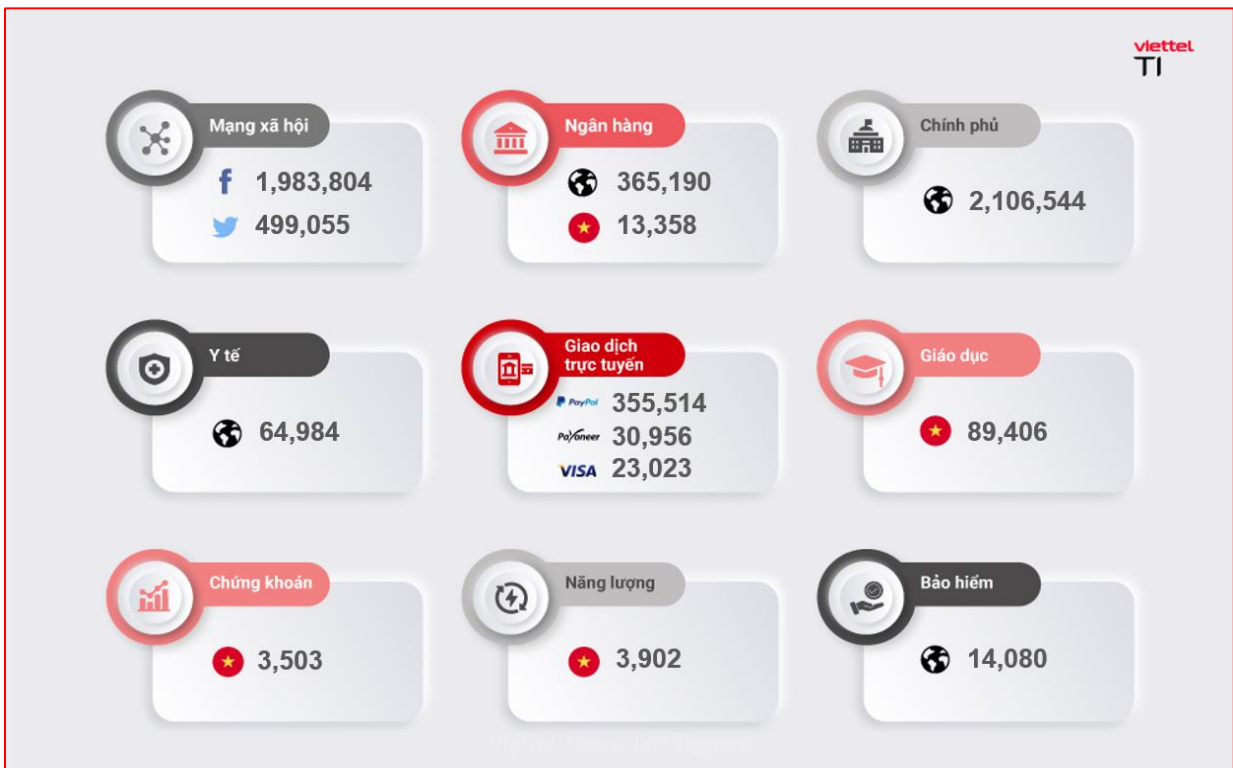 viettel
TI
Mạng xã hội
1,983,804
499,055
Ngân hàng
365,190
13,358
Chính phủ
2,106,544
Y tế
64,984
Giao dịch
trực tuyến
PayPal 355,514
Payoneer 30,956
VISA 23,023
Giáo dục
89,406
Chứng khoán
3,503
Năng lượng
3,902
Bảo hiểm
14,080